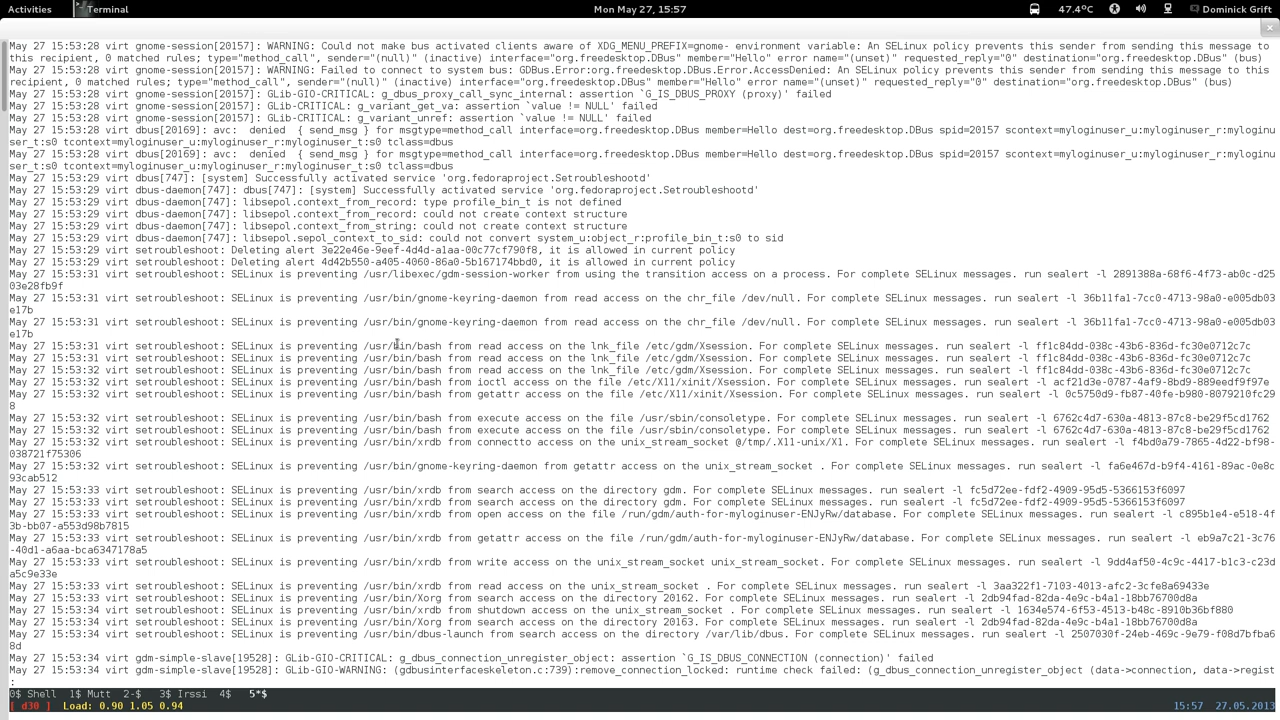 Activities Terminal Mon May 27, 15:57 47.4°C Dominick Grift
May 27 15:53:28 virt gnome-session[20157]: WARNING: Could not make bus activated clients aware of XDG_MENU_PREFIX=gnome- environment variable: An SELinux policy prevents this sender from sending this message to
this recipient, 0 matched rules; type="method_call", sender="(null)" (inactive) interface="org.freedesktop.DBus" member="Hello" error name="(unset)" requested_reply="0" destination="org.freedesktop.DBus" (bus)
May 27 15:53:28 virt gnome-session[20157]: WARNING: Failed to connect to system bus: GDBus.Error:org.freedesktop.DBus.Error.AccessDenied: An SELinux policy prevents this sender from sending this message to this
recipient, 0 matched rules; type="method_call", sender="(null)" (inactive) interface="org.freedesktop.DBus" member="Hello" error name="(unset)" requested_reply="0" destination="org.freedesktop.DBus" (bus)
May 27 15:53:28 virt gnome-session[20157]: GLib-GIO-CRITICAL: g_dbus_proxy_call_sync_internal: assertion `G_IS_DBUS_PROXY (proxy)' failed
May 27 15:53:28 virt gnome-session[20157]: GLib-CRITICAL: g_variant_get_va: assertion `value != NULL' failed
May 27 15:53:28 virt gnome-session[20157]: GLib-CRITICAL: g_variant_unref: assertion `value != NULL' failed
May 27 15:53:28 virt dbus[20169]: avc:  denied  { send_msg } for msgtype=method_call interface=org.freedesktop.DBus member=Hello dest=org.freedesktop.DBus spid=20157 scontext=myloginuser_u:myloginuser_r:myloginu
ser_t:s0 tcontext=myloginuser_u:myloginuser_r:myloginuser_t:s0 tclass=dbus
May 27 15:53:28 virt dbus[20169]: avc:  denied  { send_msg } for msgtype=method_call interface=org.freedesktop.DBus member=Hello dest=org.freedesktop.DBus spid=20157 scontext=myloginuser_u:myloginuser_r:myloginu
ser_t:s0 tcontext=myloginuser_u:myloginuser_r:myloginuser_t:s0 tclass=dbus
May 27 15:53:29 virt dbus[747]: [system] Successfully activated service 'org.fedoraproject.Setroubleshootd'
May 27 15:53:29 virt dbus-daemon[747]: dbus[747]: [system] Successfully activated service 'org.fedoraproject.Setroubleshootd'
May 27 15:53:29 virt dbus-daemon[747]: libsepol.context_from_record: type profile_bin_t is not defined
May 27 15:53:29 virt dbus-daemon[747]: libsepol.context_from_record: could not create context structure
May 27 15:53:29 virt dbus-daemon[747]: libsepol.context_from_string: could not create context structure
May 27 15:53:29 virt dbus-daemon[747]: libsepol.sepol_context_to_sid: could not convert system_u:object_r:profile_bin_t:s0 to sid
May 27 15:53:29 virt setroubleshoot: Deleting alert 3e22e46e-9eef-4d4d-a1aa-00c77cf790f8, it is allowed in current policy
May 27 15:53:29 virt setroubleshoot: Deleting alert 4d42b550-a405-4060-86a0-5b167174bbd0, it is allowed in current policy
May 27 15:53:31 virt setroubleshoot: SELinux is preventing /usr/libexec/gdm-session-worker from using the transition access on a process. For complete SELinux messages. run sealert -l 2891388a-68f6-4f73-ab0c-d25
03e28fb9f
May 27 15:53:31 virt setroubleshoot: SELinux is preventing /usr/bin/gnome-keyring-daemon from read access on the chr_file /dev/null. For complete SELinux messages. run sealert -l 36b11fa1-7cc0-4713-98a0-e005db03
e17b
May 27 15:53:31 virt setroubleshoot: SELinux is preventing /usr/bin/gnome-keyring-daemon from read access on the chr_file /dev/null. For complete SELinux messages. run sealert -l 36b11fa1-7cc0-4713-98a0-e005db03
e17b
May 27 15:53:31 virt setroubleshoot: SELinux is preventing /usr/bin/bash from read access on the lnk_file /etc/gdm/Xsession. For complete SELinux messages. run sealert -l ff1c84dd-038c-43b6-836d-fc30e0712c7c
May 27 15:53:31 virt setroubleshoot: SELinux is preventing /usr/bin/bash from read access on the lnk_file /etc/gdm/Xsession. For complete SELinux messages. run sealert -l ff1c84dd-038c-43b6-836d-fc30e0712c7c
May 27 15:53:32 virt setroubleshoot: SELinux is preventing /usr/bin/bash from read access on the lnk_file /etc/gdm/Xsession. For complete SELinux messages. run sealert -l ff1c84dd-038c-43b6-836d-fc30e0712c7c
May 27 15:53:32 virt setroubleshoot: SELinux is preventing /usr/bin/bash from ioctl access on the file /etc/X11/xinit/Xsession. For complete SELinux messages. run sealert -l acf21d3e-0787-4af9-8bd9-889eedf9f97e
May 27 15:53:32 virt setroubleshoot: SELinux is preventing /usr/bin/bash from getattr access on the file /etc/X11/xinit/Xsession. For complete SELinux messages. run sealert -l 0c5750d9-fb87-40fe-b980-8079210fc29
8
May 27 15:53:32 virt setroubleshoot: SELinux is preventing /usr/bin/bash from execute access on the file /usr/sbin/consoletype. For complete SELinux messages. run sealert -l 6762c4d7-630a-4813-87c8-be29f5cd1762
May 27 15:53:32 virt setroubleshoot: SELinux is preventing /usr/bin/bash from execute access on the file /usr/sbin/consoletype. For complete SELinux messages. run sealert -l 6762c4d7-630a-4813-87c8-be29f5cd1762
May 27 15:53:32 virt setroubleshoot: SELinux is preventing /usr/bin/xrdb from connectto access on the unix_stream_socket @/tmp/.X11-unix/X1. For complete SELinux messages. run sealert -l f4bd0a79-7865-4d22-bf98-
038721f75306
May 27 15:53:32 virt setroubleshoot: SELinux is preventing /usr/bin/gnome-keyring-daemon from getattr access on the unix_stream_socket . For complete SELinux messages. run sealert -l fa6e467d-b9f4-4161-89ac-0e8c
93cab512
May 27 15:53:33 virt setroubleshoot: SELinux is preventing /usr/bin/xrdb from search access on the directory gdm. For complete SELinux messages. run sealert -l fc5d72ee-fdf2-4909-95d5-5366153f6097
May 27 15:53:33 virt setroubleshoot: SELinux is preventing /usr/bin/xrdb from search access on the directory gdm. For complete SELinux messages. run sealert -l fc5d72ee-fdf2-4909-95d5-5366153f6097
May 27 15:53:33 virt setroubleshoot: SELinux is preventing /usr/bin/xrdb from open access on the file /run/gdm/auth-for-myloginuser-ENJyRw/database. For complete SELinux messages. run sealert -l c895b1e4-e518-4f
3b-bb07-a553d98b7815
May 27 15:53:33 virt setroubleshoot: SELinux is preventing /usr/bin/xrdb from getattr access on the file /run/gdm/auth-for-myloginuser-ENJyRw/database. For complete SELinux messages. run sealert -l eb9a7c21-3c76
-40d1-a6aa-bca6347178a5
May 27 15:53:33 virt setroubleshoot: SELinux is preventing /usr/bin/xrdb from write access on the unix_stream_socket unix_stream_socket. For complete SELinux messages. run sealert -l 9dd4af50-4c9c-4417-b1c3-c23d
a5c9e33e
May 27 15:53:33 virt setroubleshoot: SELinux is preventing /usr/bin/xrdb from read access on the unix_stream_socket . For complete SELinux messages. run sealert -l 3aa322f1-7103-4013-afc2-3cfe8a69433e
May 27 15:53:33 virt setroubleshoot: SELinux is preventing /usr/bin/Xorg from search access on the directory 20162. For complete SELinux messages. run sealert -l 2db94fad-82da-4e9c-b4a1-18bb76700d8a
May 27 15:53:34 virt setroubleshoot: SELinux is preventing /usr/bin/xrdb from shutdown access on the unix_stream_socket . For complete SELinux messages. run sealert -l 1634e574-6f53-4513-b48c-8910b36bf880
May 27 15:53:34 virt setroubleshoot: SELinux is preventing /usr/bin/Xorg from search access on the directory 20163. For complete SELinux messages. run sealert -l 2db94fad-82da-4e9c-b4a1-18bb76700d8a
May 27 15:53:34 virt setroubleshoot: SELinux is preventing /usr/bin/dbus-launch from search access on the directory /var/lib/dbus. For complete SELinux messages. run sealert -l 2507030f-24eb-469c-9e79-f08d7bfba6
8d
May 27 15:53:34 virt gdm-simple-slave[19528]: GLib-GIO-CRITICAL: g_dbus_connection_unregister_object: assertion `G_IS_DBUS_CONNECTION (connection)' failed
May 27 15:53:34 virt gdm-simple-slave[19528]: GLib-GIO-WARNING: (gdbusinterfaceskeleton.c:739):remove_connection_locked: runtime check failed: (g_dbus_connection_unregister_object (data->connection, data->regist
:
0$ Shell  1$ Mutt  2-$  3$ Irssi  4$  5*$
[ d30 ]  Load: 0.90 1.05 0.94 15:57  27.05.2013